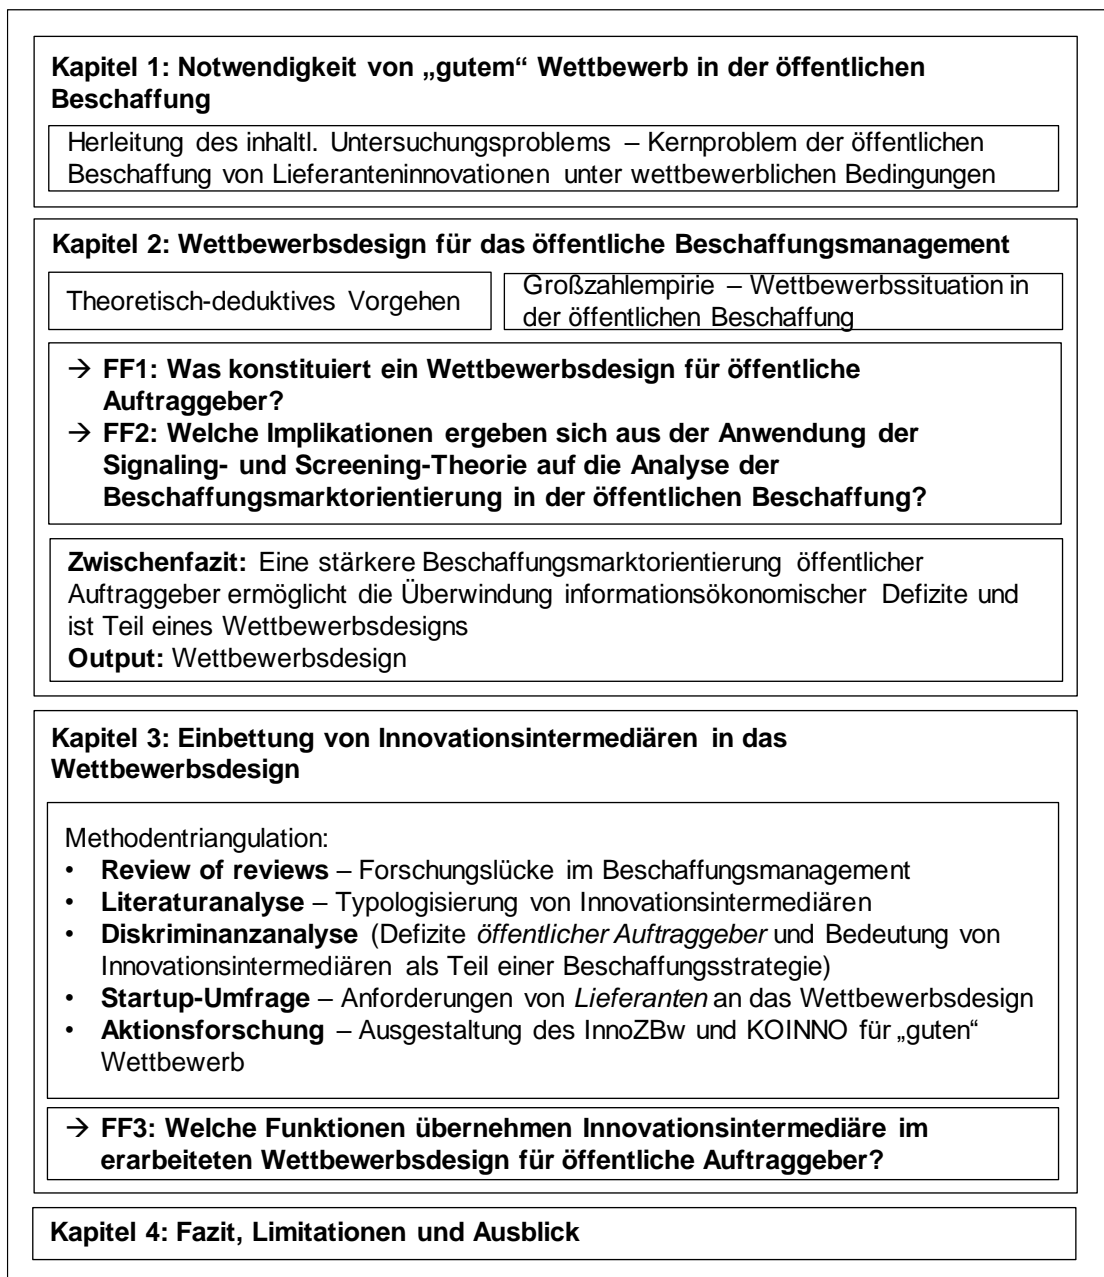 Kapitel 1: Notwendigkeit von „gutem“ Wettbewerb in der öffentlichen
Beschaffung
Herleitung des inhaltl. Untersuchungsproblems – Kernproblem der öffentlichen
Beschaffung von Lieferanteninnovationen unter wettbewerblichen Bedingungen
Kapitel 2: Wettbewerbsdesign für das öffentliche Beschaffungsmanagement
Theoretisch-deduktives Vorgehen
Großzahlempirie – Wettbewerbssituation in
der öffentlichen Beschaffung
→ FF1: Was konstituiert ein Wettbewerbsdesign für öffentliche
Auftraggeber?
→ FF2: Welche Implikationen ergeben sich aus der Anwendung der
Signaling- und Screening-Theorie auf die Analyse der
Beschaffungsmarktorientierung in der öffentlichen Beschaffung?
Zwischenfazit: Eine stärkere Beschaffungsmarktorientierung öffentlicher
Auftraggeber ermöglicht die Überwindung informationsökonomischer Defizite und
ist Teil eines Wettbewerbsdesigns
Output: Wettbewerbsdesign
Kapitel 3: Einbettung von Innovationsintermediären in das
Wettbewerbsdesign
Methodentriangulation:
• Review of reviews – Forschungslücke im Beschaffungsmanagement
• Literaturanalyse – Typologisierung von Innovationsintermediären
• Diskriminanzanalyse (Defizite öffentlicher Auftraggeber und Bedeutung von
Innovationsintermediären als Teil einer Beschaffungsstrategie)
• Startup-Umfrage – Anforderungen von Lieferanten an das Wettbewerbsdesign
• Aktionsforschung – Ausgestaltung des InnoZBw und KOINNO für „guten“
Wettbewerb
→ FF3: Welche Funktionen übernehmen Innovationsintermediäre im
erarbeiteten Wettbewerbsdesign für öffentliche Auftraggeber?
Kapitel 4: Fazit, Limitationen und Ausblick